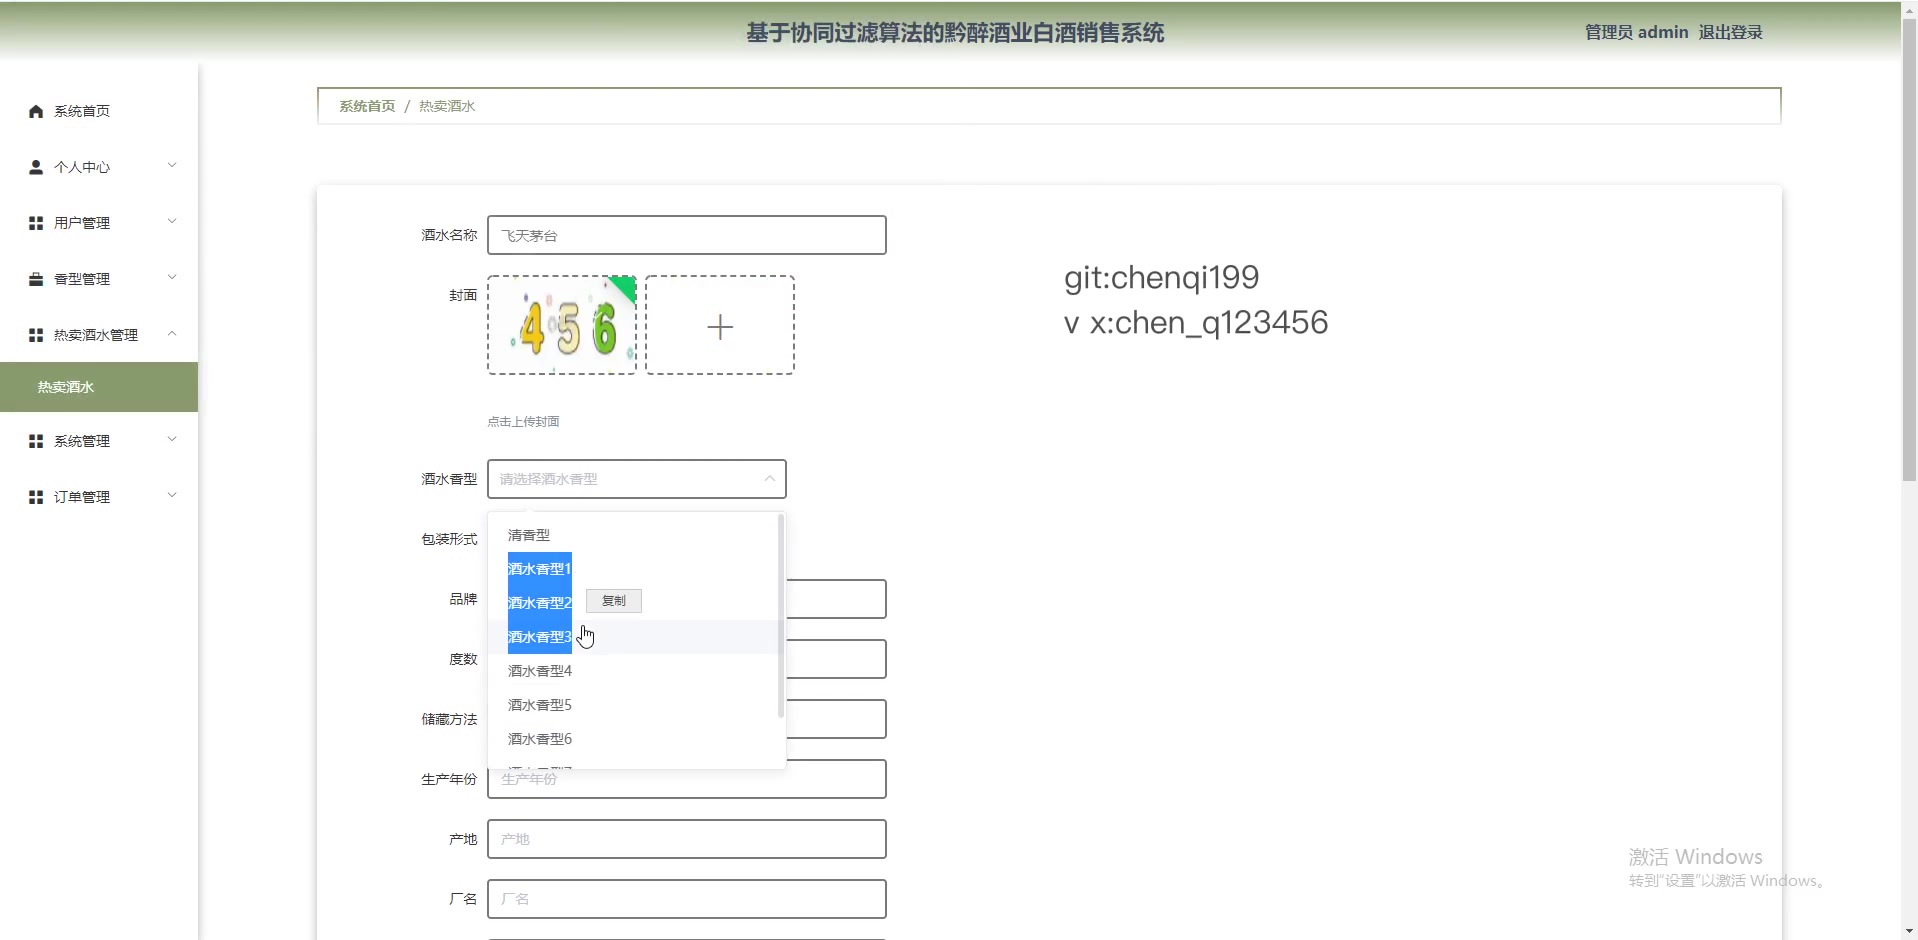 基于协同过滤算法的黔醉酒业白酒销售系统
管理员 admin 退出登录
系统首页
个人中心
用户管理
香型管理
热卖酒水管理
热卖酒水
系统管理
订单管理
系统首页 / 热卖酒水
酒水名称 飞天茅台
封面 456
点击上传封面
git:chenqi199
v x:chen_q123456
酒水香型 请选择酒水香型
清香型
包装形式
酒水香型1
酒水香型2 复制
品牌
酒水香型3
度数
酒水香型4
酒水香型5
储藏方法
酒水香型6
生产年份 生产年份
产地 产地
厂名 厂名
激活 Windows
转到“设置”以激活 Windows。